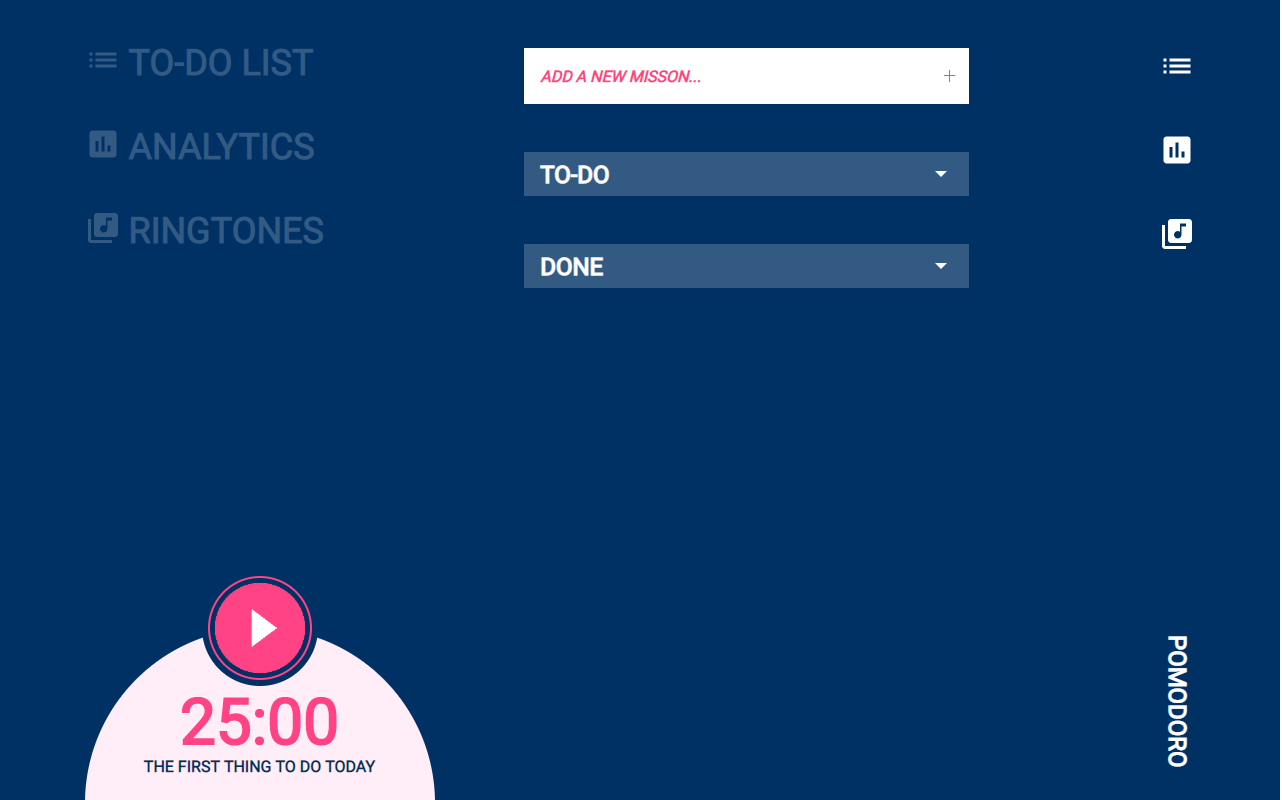 TO-DO LIST
ANALYTICS
RINGTONES
ADD A NEW MISSON...
TO-DO
DONE
25:00
THE FIRST THING TO DO TODAY
POMODORO